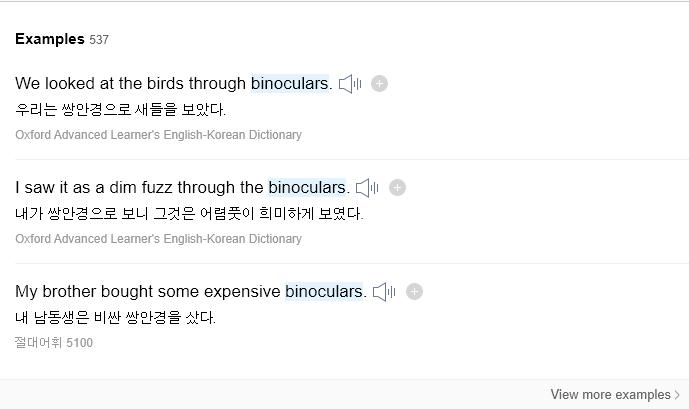 Examples 537
We looked at the birds through binoculars.
우리는 쌍안경으로 새들을 보았다.
Oxford Advanced Learner's English-Korean Dictionary
I saw it as a dim fuzz through the binoculars.
내가 쌍안경으로 보니 그것은 어렴풋이 희미하게 보였다.
Oxford Advanced Learner's English-Korean Dictionary
My brother bought some expensive binoculars.
내 남동생은 비싼 쌍안경을 샀다.
절대어휘 5100
View more examples